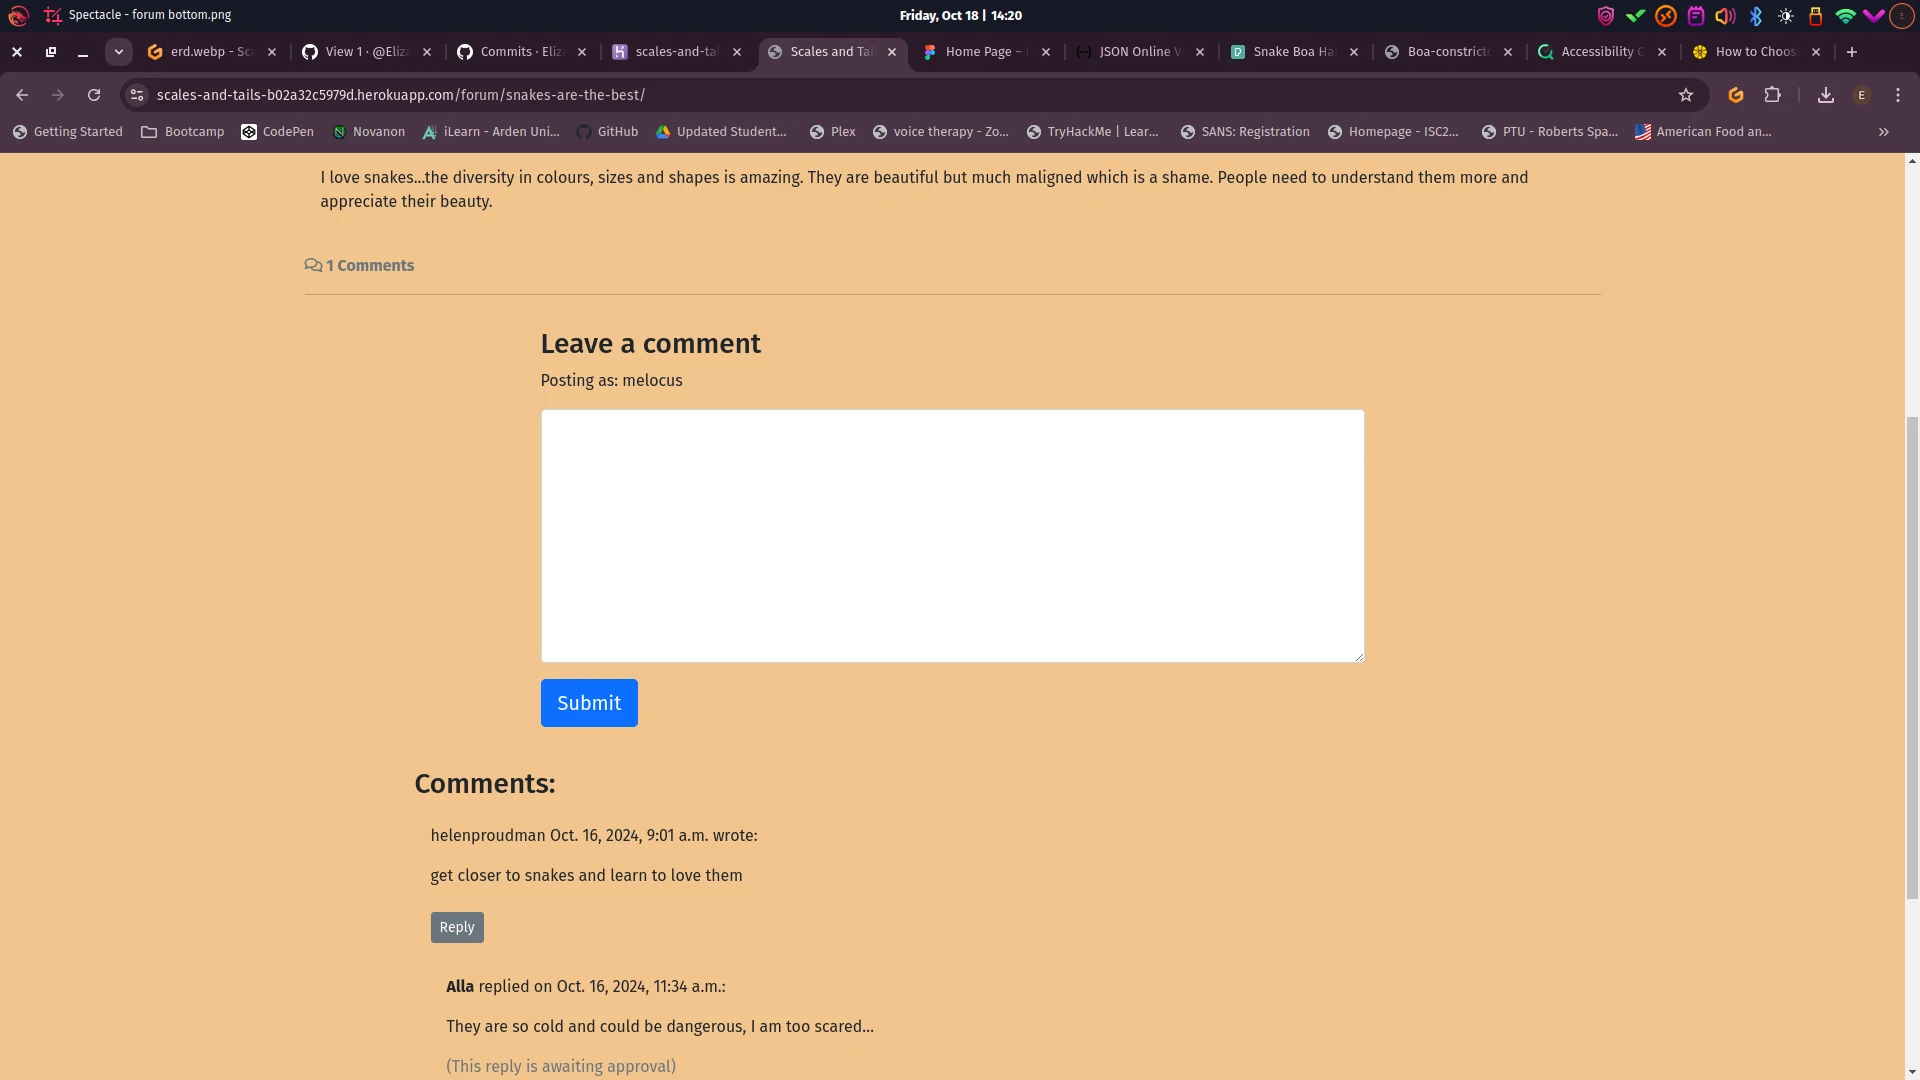 Spectacle - forum bottom.png
Friday, Oct 18 | 14:20
erd.webp - Sc
View 1 · @Eliz
Commits · Eliz
scales-and-tai
Scales and Tai
Home Page –
JSON Online V
Snake Boa Ha
Boa-constricto
Accessibility C
How to Choos
scales-and-tails-b02a32c5979d.herokuapp.com/forum/snakes-are-the-best/
E
Getting Started
Bootcamp
CodePen
Novanon
iLearn - Arden Uni...
GitHub
Updated Student...
Plex
voice therapy - Zo...
TryHackMe | Lear...
SANS: Registration
Homepage - ISC2...
PTU - Roberts Spa...
American Food an...
I love snakes...the diversity in colours, sizes and shapes is amazing. They are beautiful but much maligned which is a shame. People need to understand them more and
appreciate their beauty.
1 Comments
Leave a comment
Posting as: melocus
Submit
Comments:
helenproudman Oct. 16, 2024, 9:01 a.m. wrote:
get closer to snakes and learn to love them
Reply
Alla replied on Oct. 16, 2024, 11:34 a.m.:
They are so cold and could be dangerous, I am too scared...
(This reply is awaiting approval)